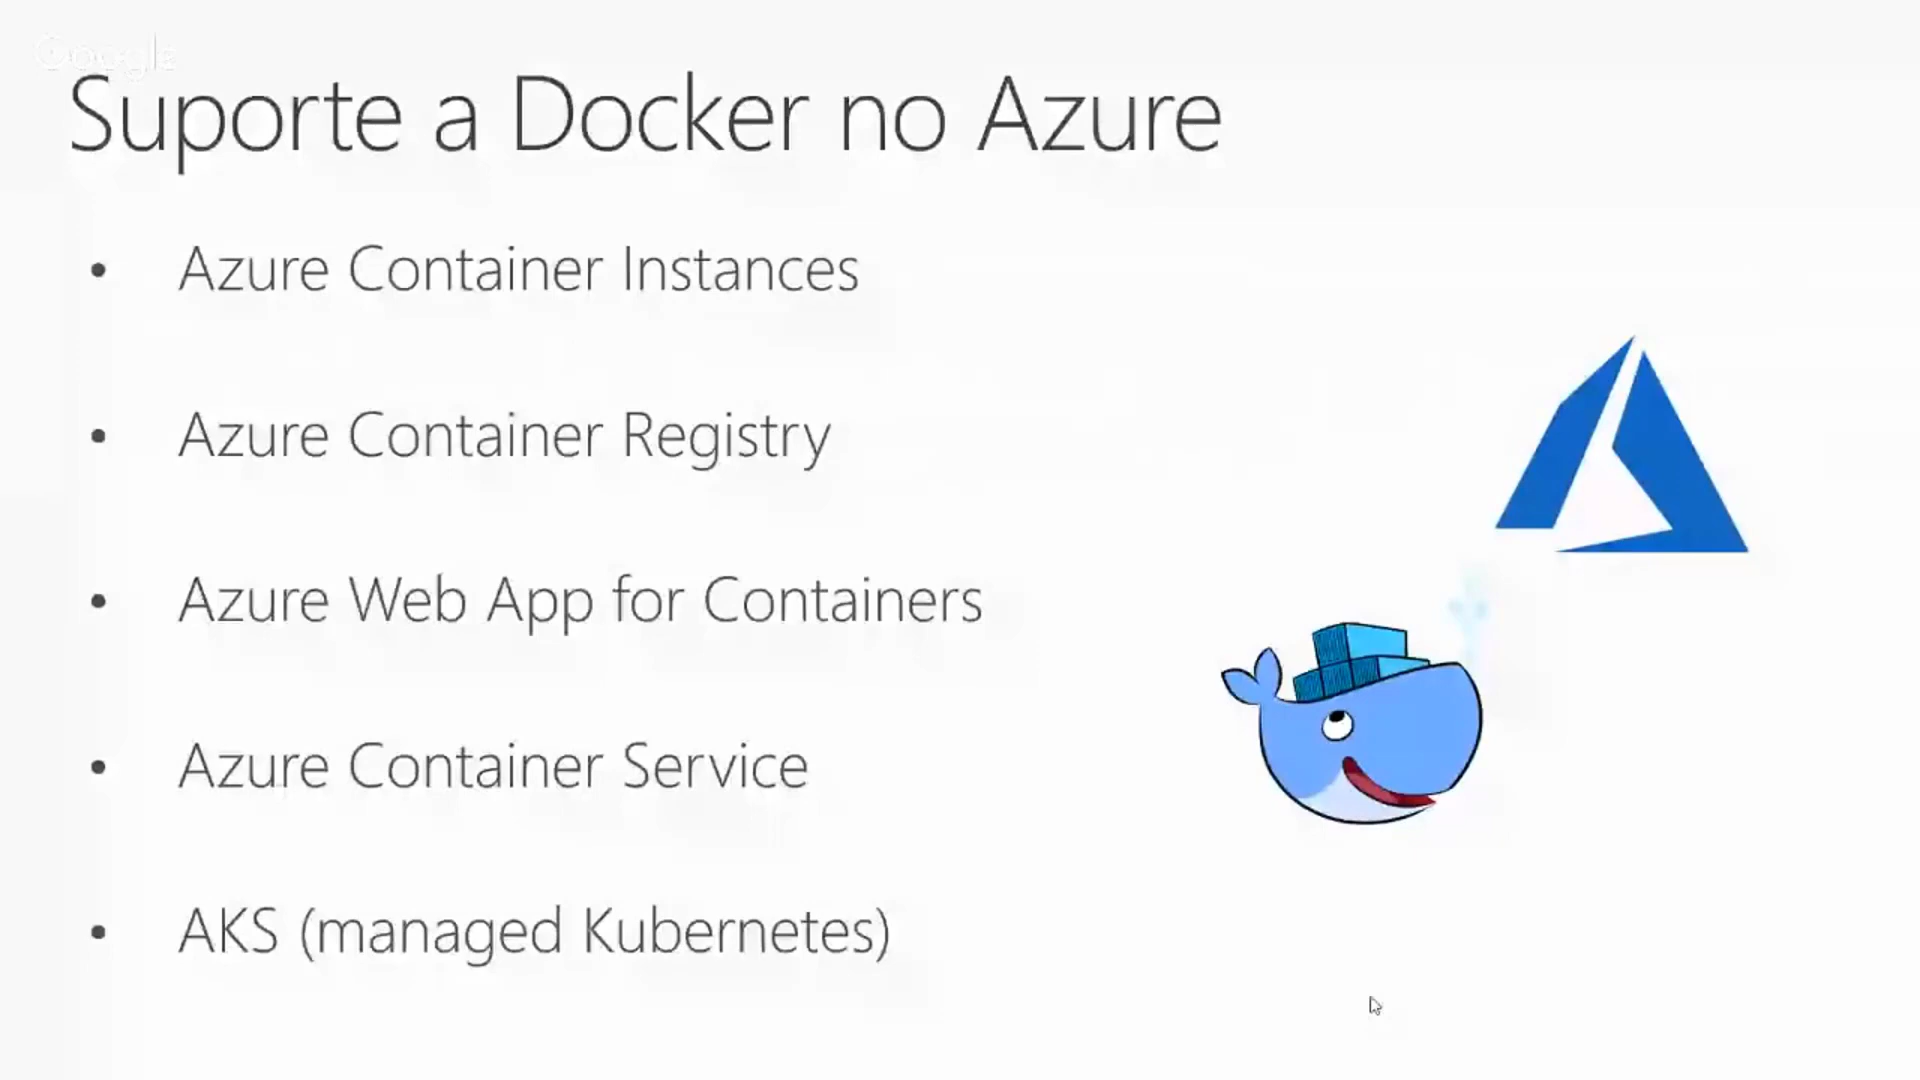 Google
Suporte a Docker no Azure
• Azure Container Instances
• Azure Container Registry
• Azure Web App for Containers
• Azure Container Service
• AKS (managed Kubernetes)